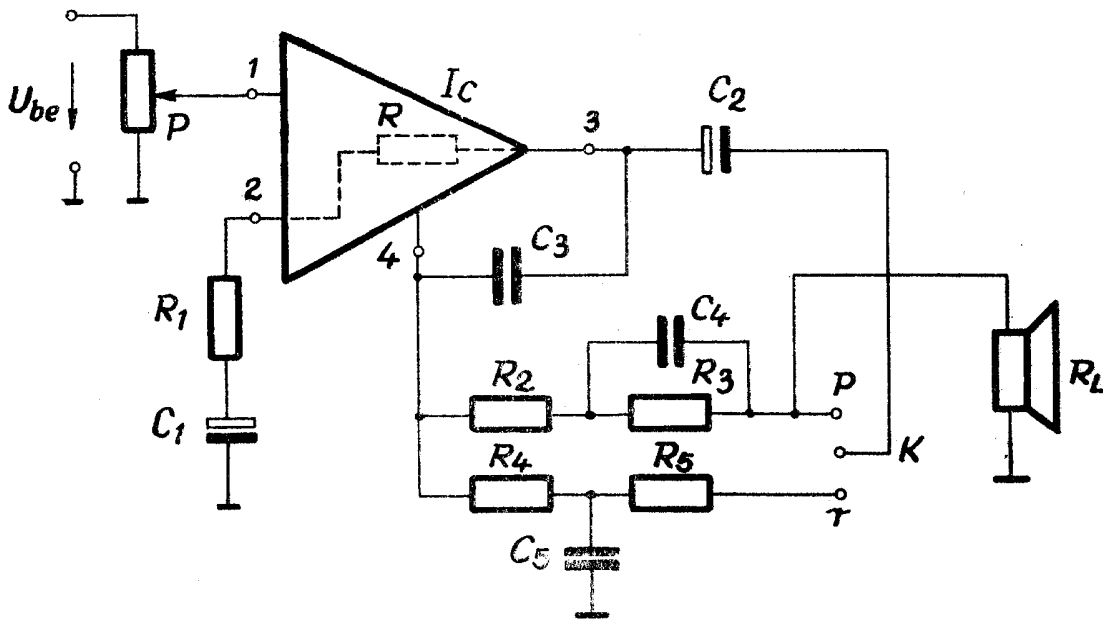 U_be
P
1
I_C
R
2
3
C_2
4
C_3
R_1
C_1
C_4
R_2
R_3
P
K
R_L
R_4
R_5
r
C_5